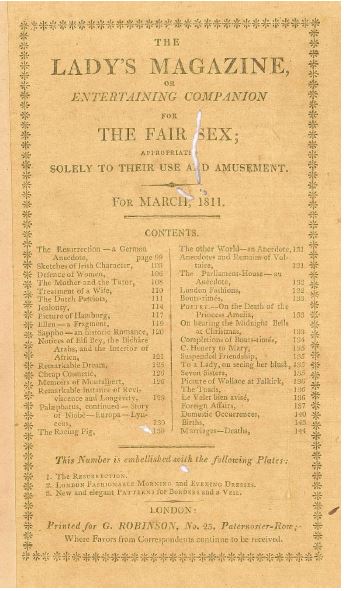 THE
LADY'S MAGAZINE,
OR
ENTERTAINING COMPANION
FOR
THE FAIR SEX;
APPROPRIATE
SOLELY TO THEIR USE AND AMUSEMENT.
FOR MARCH, 1811.
CONTENTS.
The Resurrection — a German
Anecdote, page 99
Sketches of Irish Character, 103
Defence of Women, 106
The Mother and the Tutor, 108
Treatment of a Wife, 110
The Dutch Patriots, 111
Jealousy, 114
Picture of Hamburg, 117
Ellen—a Fragment, 119
Sappho—an historic Romance, 120
Notices of Elfi Bey, the Bichare
Arabs, and the Interior of
Africa, 121
Remarkable Dream, 125
Cheap Cosmetic, 126
Memoirs of Montalbert, 126
Remarkable Instance of Revi-
viscence and Longevity, 129
Palæphatus, continued—Story
of Niobe—Europa—Lyn-
ceus, 130
The Racing Pig, 130
The other World—an Anecdote, 131
Anecdotes and Remains of Vul-
131
The Parliament-House—an
Anecdote, 132
London Fashions, 132
Bouts-rimés, 133
POETRY.—On the Death of the
Princess Amelia, 133
On hearing the Midnight Bells
at Christmas, 133
Completions of Bouts-rimés, 134
C. Henery to Mary, 135
Suspended Friendship, 135
To a Lady, on seeing her blush, 135
Seven Sisters, 135
Picture of Wallace at Falkirk, 136
The Toads, 136
Le Valet bien avisé, 136
Foreign Affairs, 137
Domestic Occurrences, 140
Births, 143
Marriages—Deaths, 144
This Number is embellished with the following Plates:
1. The RESURRECTION.
2. LONDON FASHIONABLE MORNING and EVENING DRESSES.
3. New and elegant PATTERNS for BORDERS and a VEIL.
LONDON:
Printed for G. ROBINSON, No. 25, Paternoster-Row;
Where Favors from Correspondents continue to be received.